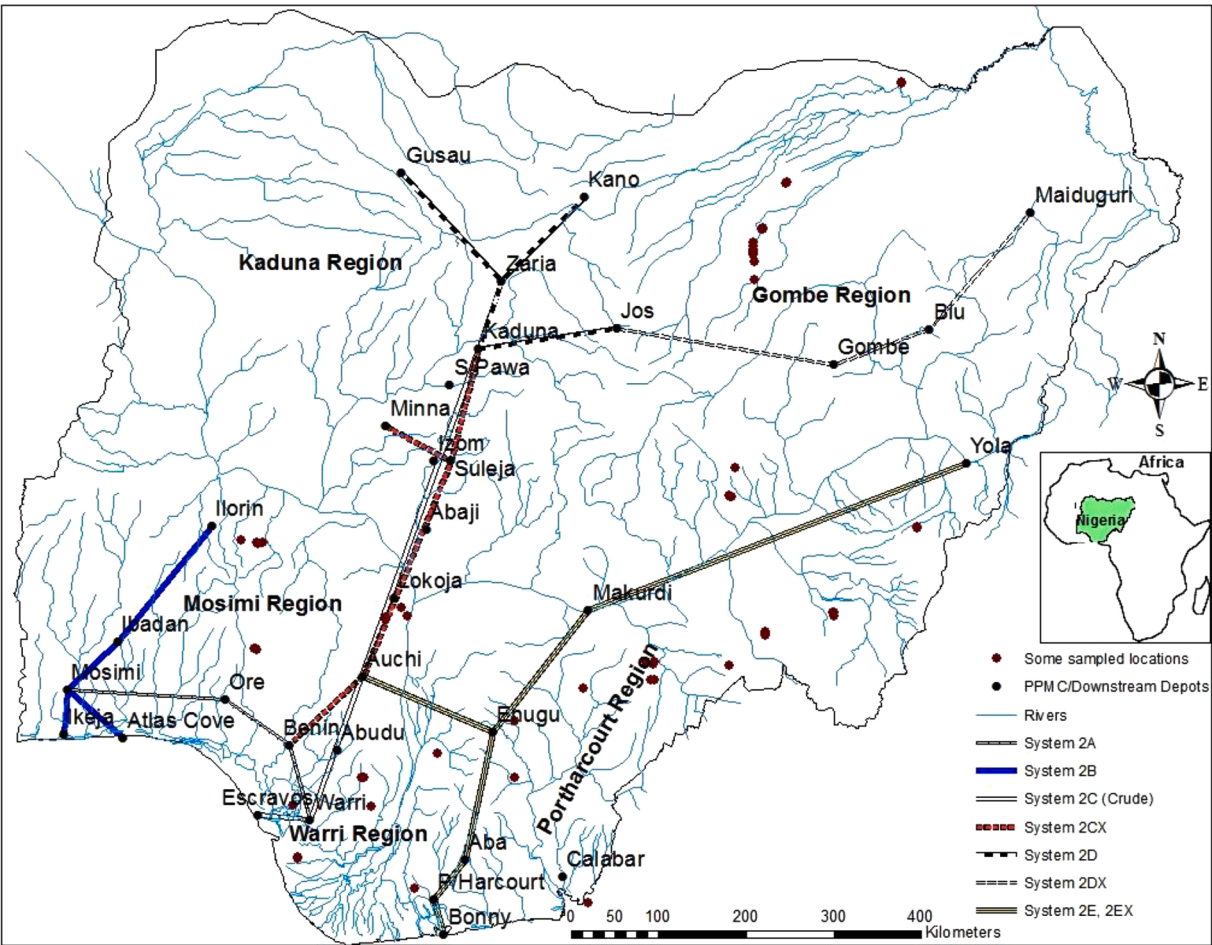 Gusau
Kano
Maiduguri
Kaduna Region
Zaria
Gombe Region
Jos
Biu
Kaduna
Gombe
S/Pawa
Minna
Izom
Suleja
Yola
Ilorin
Abaji
Lokoja
Makurdi
Mosimi Region
Ibadan
Auchi
Mosimi
Ore
Enugu
Ikeja
Atlas Cove
Benin
Abudu
Portharcourt Region
Escravos
Warri
Warri Region
Aba
Calabar
P/Harcourt
Bonny
N
W
E
S
Africa
Nigeria
Some sampled locations
PPMC/Downstream Depots
Rivers
System 2A
System 2B
System 2C (Crude)
System 2CX
System 2D
System 2DX
System 2E, 2EX
0 50 100 200 300 400
Kilometers